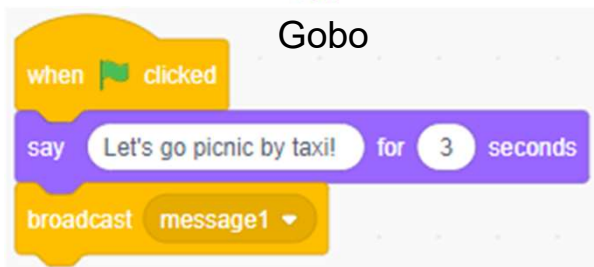 Gobo
when clicked
say Let's go picnic by taxi! for 3 seconds
broadcast message1